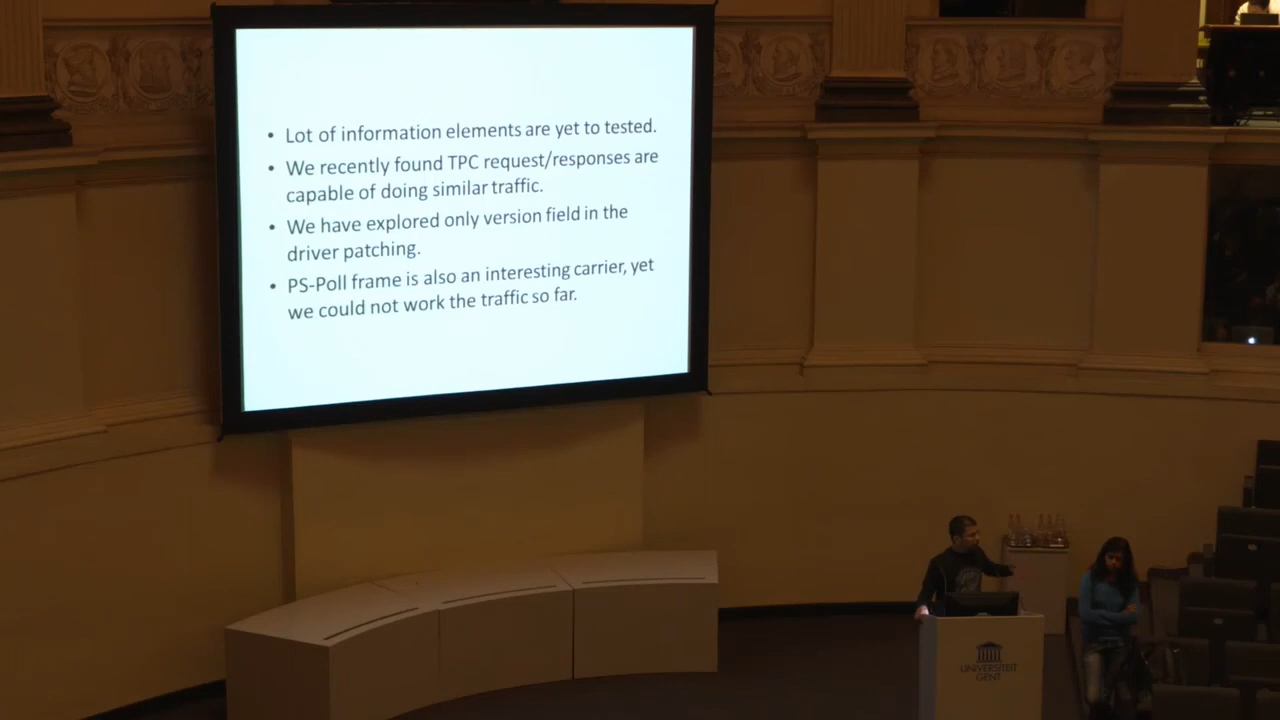 • Lot of information elements are yet to tested.
• We recently found TPC request/responses are
capable of doing similar traffic.
• We have explored only version field in the
driver patching.
• PS-Poll frame is also an interesting carrier, yet
we could not work the traffic so far.
UNIVERSITEIT
GENT